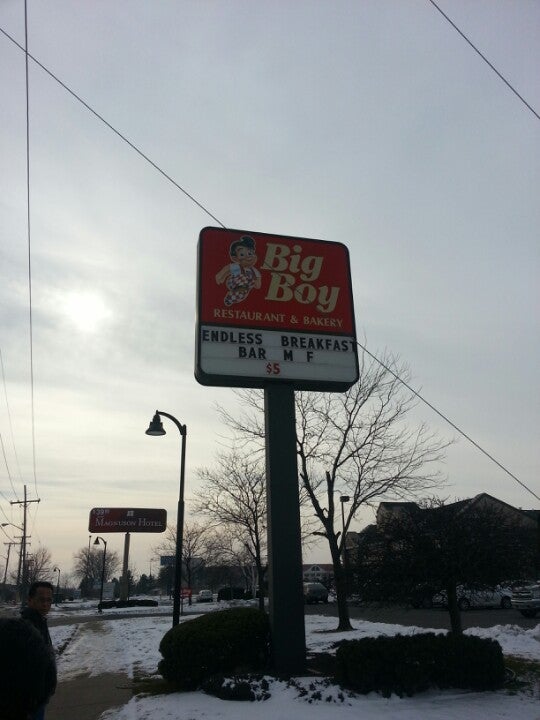 Big
Boy
RESTAURANT & BAKERY
ENDLESS BREAKFAST
BAR M F
$5
MAGNUSON HOTEL